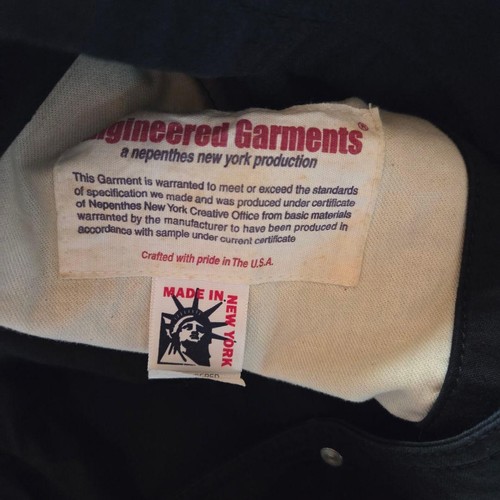 Engineered Garments®
a nepenthes new york production
This Garment is warranted to meet or exceed the standards
of specification we made and was produced under certificate
of Nepenthes New York Creative Office from basic materials
warranted by the manufacturer to have been produced in
accordance with sample under current certificate
Crafted with pride in The U.S.A.
MADE IN
NEW YORK